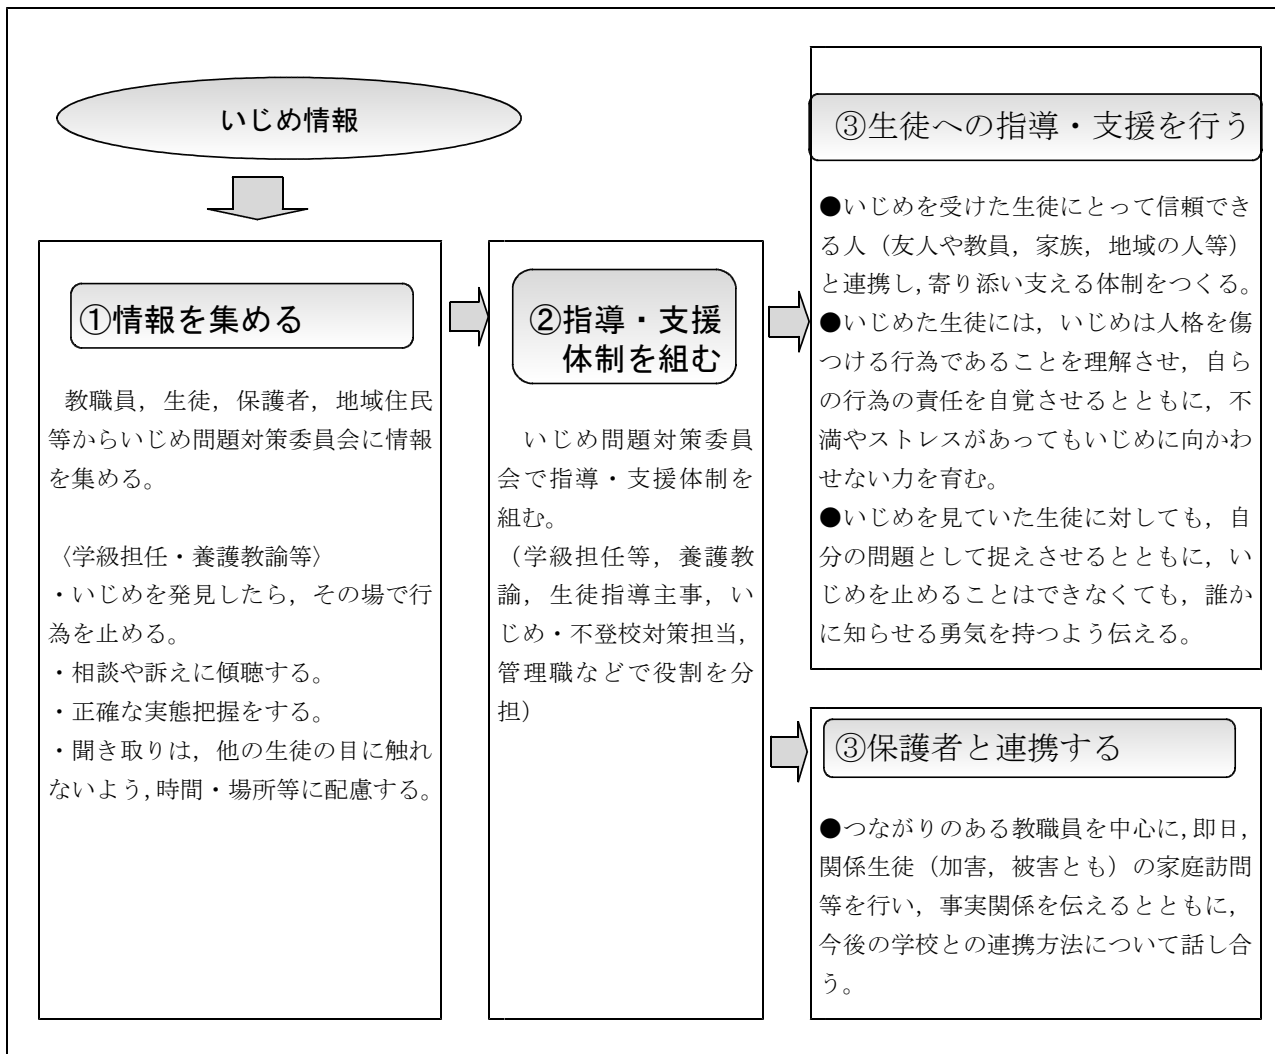 いじめ情報
①情報を集める
教職員，生徒，保護者，地域住民
等からいじめ問題対策委員会に情報
を集める。
〈学級担任・養護教諭等〉
・いじめを発見したら，その場で行
為を止める。
・相談や訴えに傾聴する。
・正確な実態把握をする。
・聞き取りは，他の生徒の目に触れ
ないよう，時間・場所等に配慮する。
②指導・支援
体制を組む
いじめ問題対策委員
会で指導・支援体制を
組む。
（学級担任等，養護教
諭，生徒指導主事，い
じめ・不登校対策担当，
管理職などで役割を分
担）
③生徒への指導・支援を行う
●いじめを受けた生徒にとって信頼でき
る人（友人や教員，家族，地域の人等）
と連携し，寄り添い支える体制をつくる。
●いじめた生徒には，いじめは人格を傷
つける行為であることを理解させ，自ら
の行為の責任を自覚させるとともに，不
満やストレスがあってもいじめに向かわ
せない力を育む。
●いじめを見ていた生徒に対しても，自
分の問題として捉えさせるとともに，い
じめを止めることはできなくても，誰か
に知らせる勇気を持つよう伝える。
③保護者と連携する
●つながりのある教職員を中心に，即日，
関係生徒（加害，被害とも）の家庭訪問
等を行い，事実関係を伝えるとともに，
今後の学校との連携方法について話し合
う。